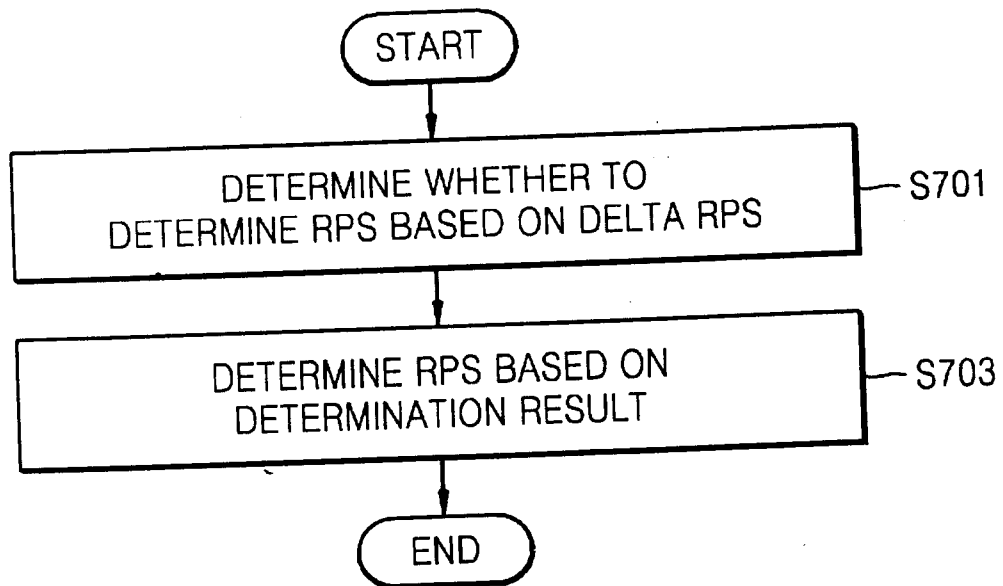 START
DETERMINE WHETHER TO
DETERMINE RPS BASED ON DELTA RPS
S701
DETERMINE RPS BASED ON
DETERMINATION RESULT
S703
END